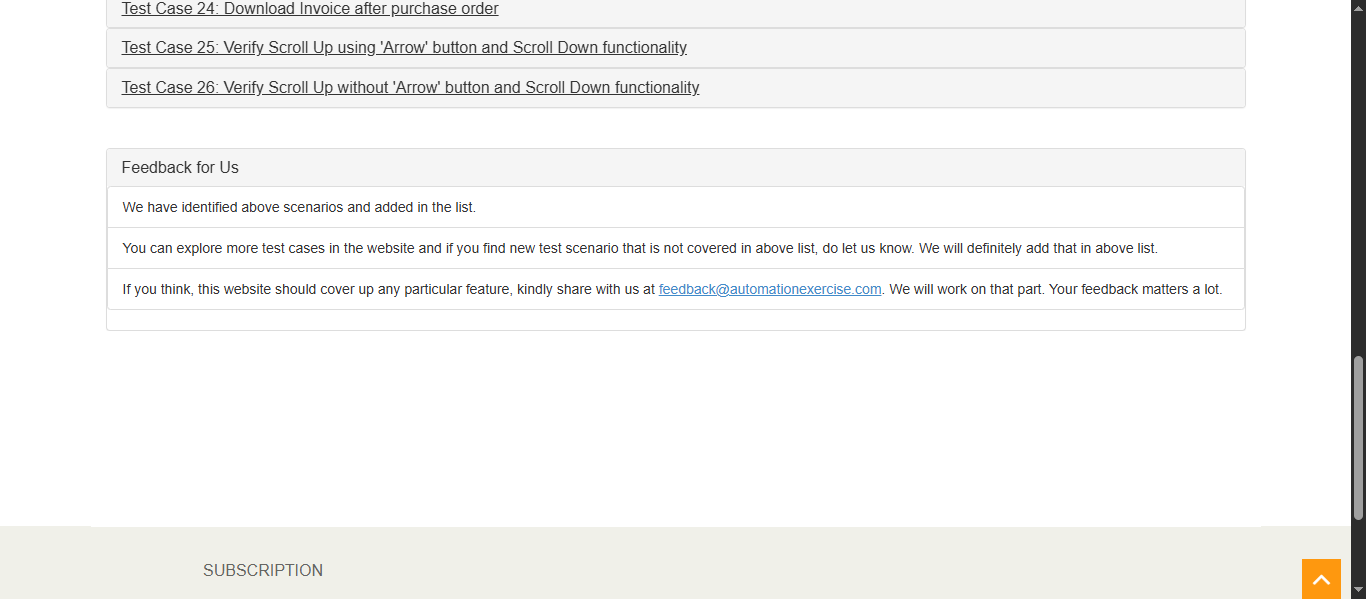 Test Case 24: Download Invoice after purchase order
Test Case 25: Verify Scroll Up using 'Arrow' button and Scroll Down functionality
Test Case 26: Verify Scroll Up without 'Arrow' button and Scroll Down functionality
Feedback for Us
We have identified above scenarios and added in the list.
You can explore more test cases in the website and if you find new test scenario that is not covered in above list, do let us know. We will definitely add that in above list.
If you think, this website should cover up any particular feature, kindly share with us at feedback@automationexercise.com. We will work on that part. Your feedback matters a lot.
SUBSCRIPTION